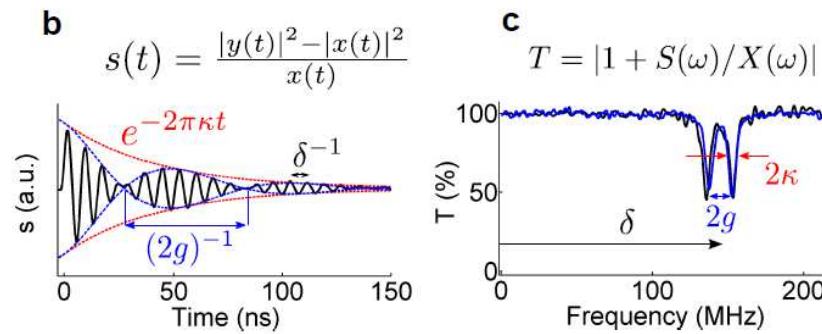 b
s(t) = |y(t)|²−|x(t)|² / x(t)
s (a.u.)
e^{−2πκt}
δ⁻¹
(2g)⁻¹
0 50 100 150
Time (ns)
c
T = |1 + S(ω)/X(ω)|
T (%)
100
50
0
2κ
2g
δ
0 100 200
Frequency (MHz)